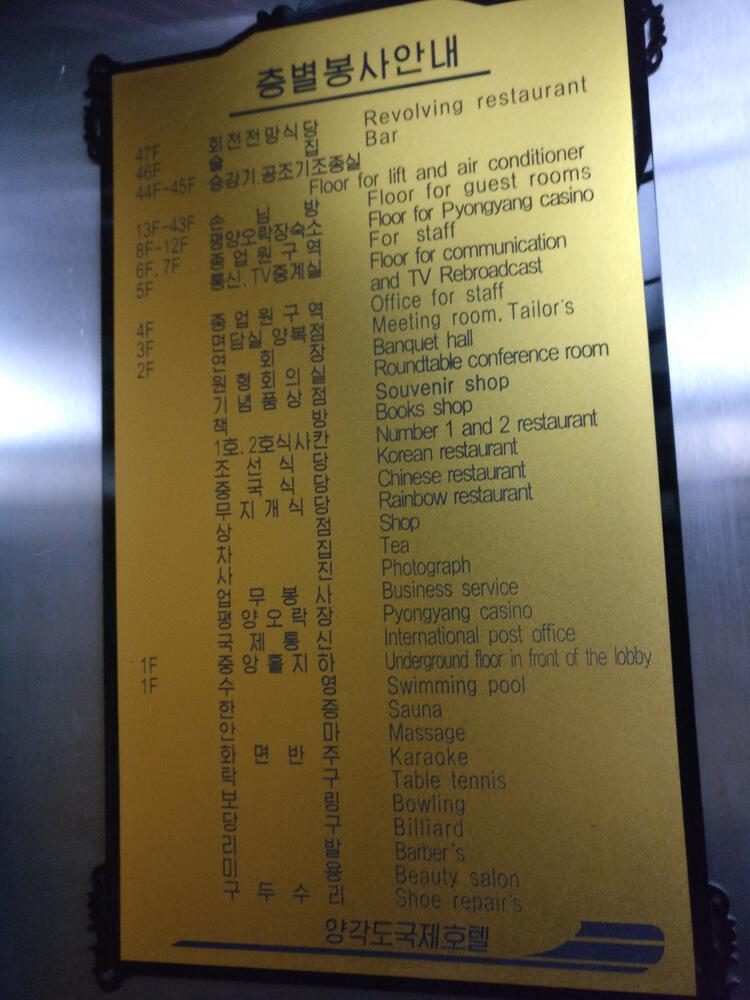 층별봉사안내
47F 회전전망식당 Revolving restaurant
46F 술 집 Bar
44F-45F 승강기.공조기조종실 Floor for lift and air conditioner
13F-43F 손 님 방 Floor for guest rooms
8F-12F 평양오락장숙소 Floor for Pyongyang casino
6F.7F 종 업 원 구 역 For staff
5F 통신.TV중계실 Floor for communication
and TV Rebroadcast
4F 종 업 원 구 역 Office for staff
3F 면담실 양복점 Meeting room. Tailor's
2F 연 회 장 Banquet hall
원 형 회 의 실 Roundtable conference room
기 념 품 상 점 Souvenir shop
책 방 Books shop
1호.2호식사칸 Number 1 and 2 restaurant
조 선 식 당 Korean restaurant
중 국 식 당 Chinese restaurant
무 지 개 식 당 Rainbow restaurant
상 점 Shop
차 집 Tea
사 진 Photograph
업 무 봉 사 Business service
평 양 오 락 장 Pyongyang casino
국 제 통 신 International post office
1F 중 앙 홀 지 하 Underground floor in front of the lobby
1F 수 영 Swimming pool
한 증 Sauna
안 마 Massage
화 면 반 주 Karaoke
탁 구 Table tennis
보 링 Bowling
당 구 Billiard
리 발 Barber's
미 용 Beauty salon
구 두 수 리 Shoe repair's
양각도국제호텔